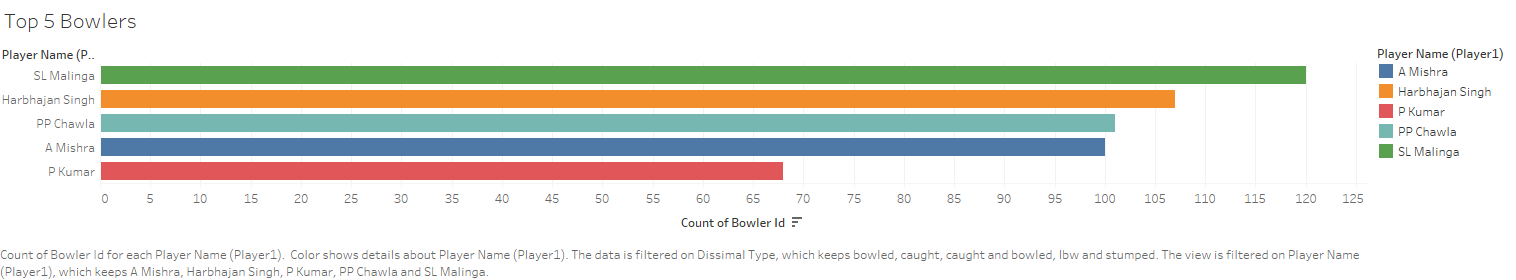 Top 5 Bowlers
Player Name (P..
SL Malinga
Harbhajan Singh
PP Chawla
A Mishra
P Kumar
0 5 10 15 20 25 30 35 40 45 50 55 60 65 70 75 80 85 90 95 100 105 110 115 120 125
Count of Bowler Id
Player Name (Player1)
A Mishra
Harbhajan Singh
P Kumar
PP Chawla
SL Malinga
Count of Bowler Id for each Player Name (Player1).  Color shows details about Player Name (Player1). The data is filtered on Dissimal Type, which keeps bowled, caught, caught and bowled, lbw and stumped. The view is filtered on Player Name
(Player1), which keeps A Mishra, Harbhajan Singh, P Kumar, PP Chawla and SL Malinga.